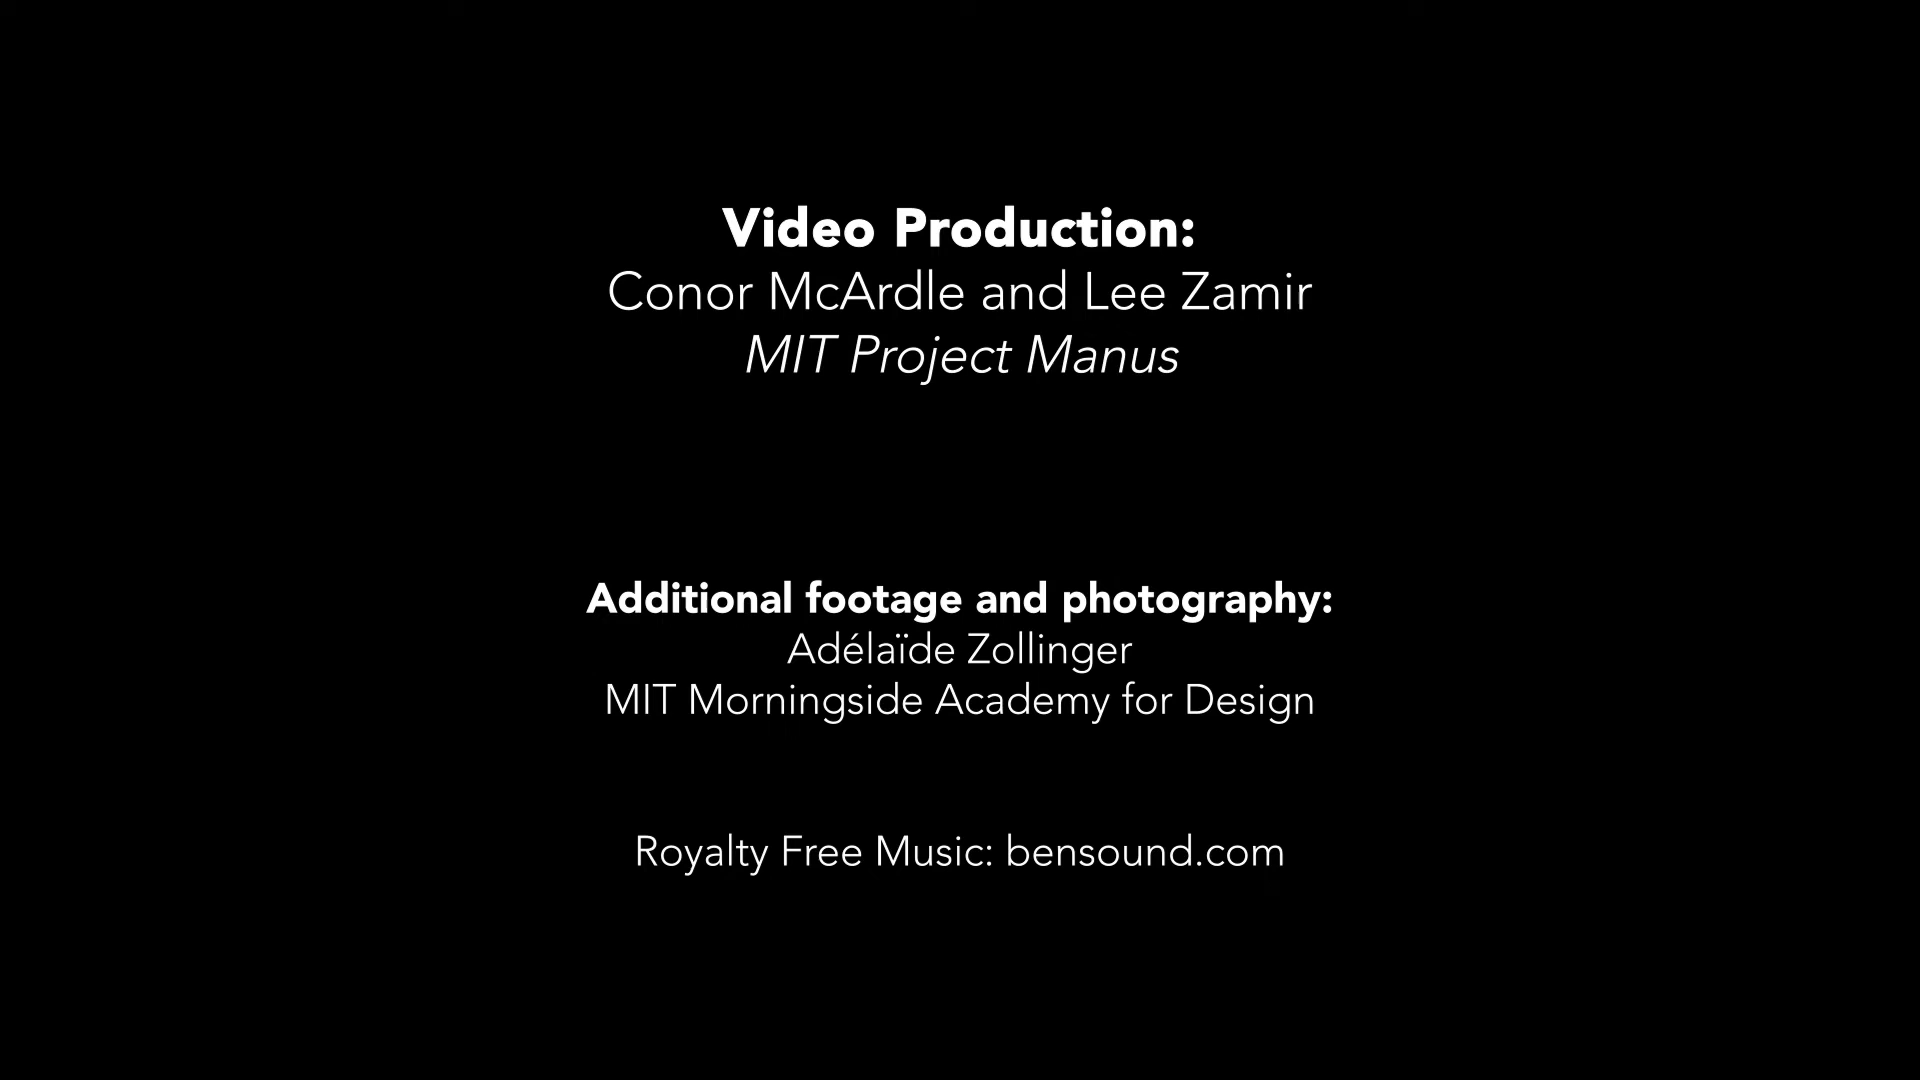 Video Production:
Conor McArdle and Lee Zamir
MIT Project Manus
Additional footage and photography:
Adélaïde Zollinger
MIT Morningside Academy for Design
Royalty Free Music: bensound.com